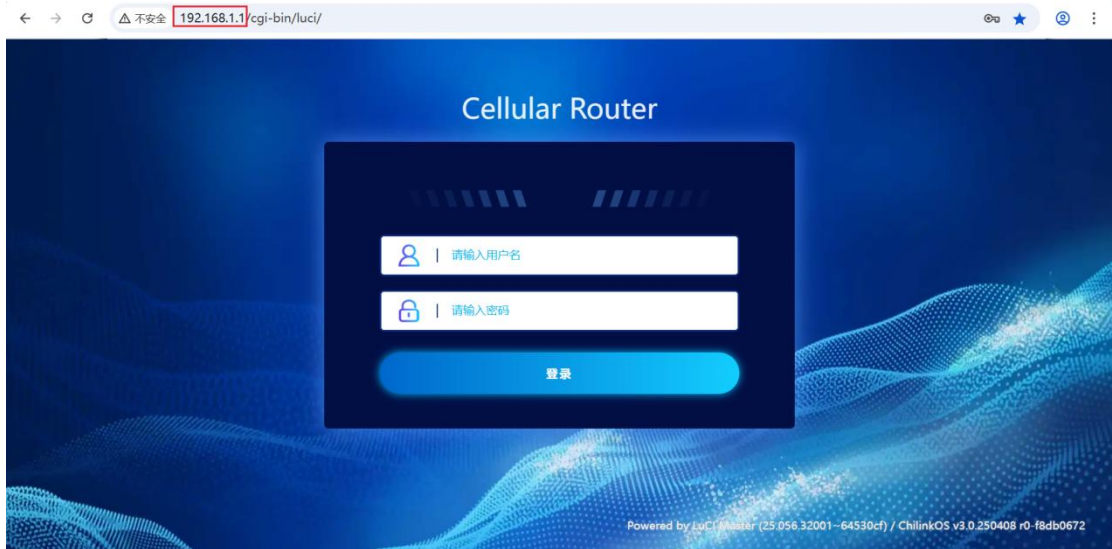 不安全 192.168.1.1/cgi-bin/luci/
Cellular Router
请输入用户名
请输入密码
登录
Powered by LuCI Master (25.056.32001~64530cf) / ChilinkOS v3.0.250408 r0-f8db0672